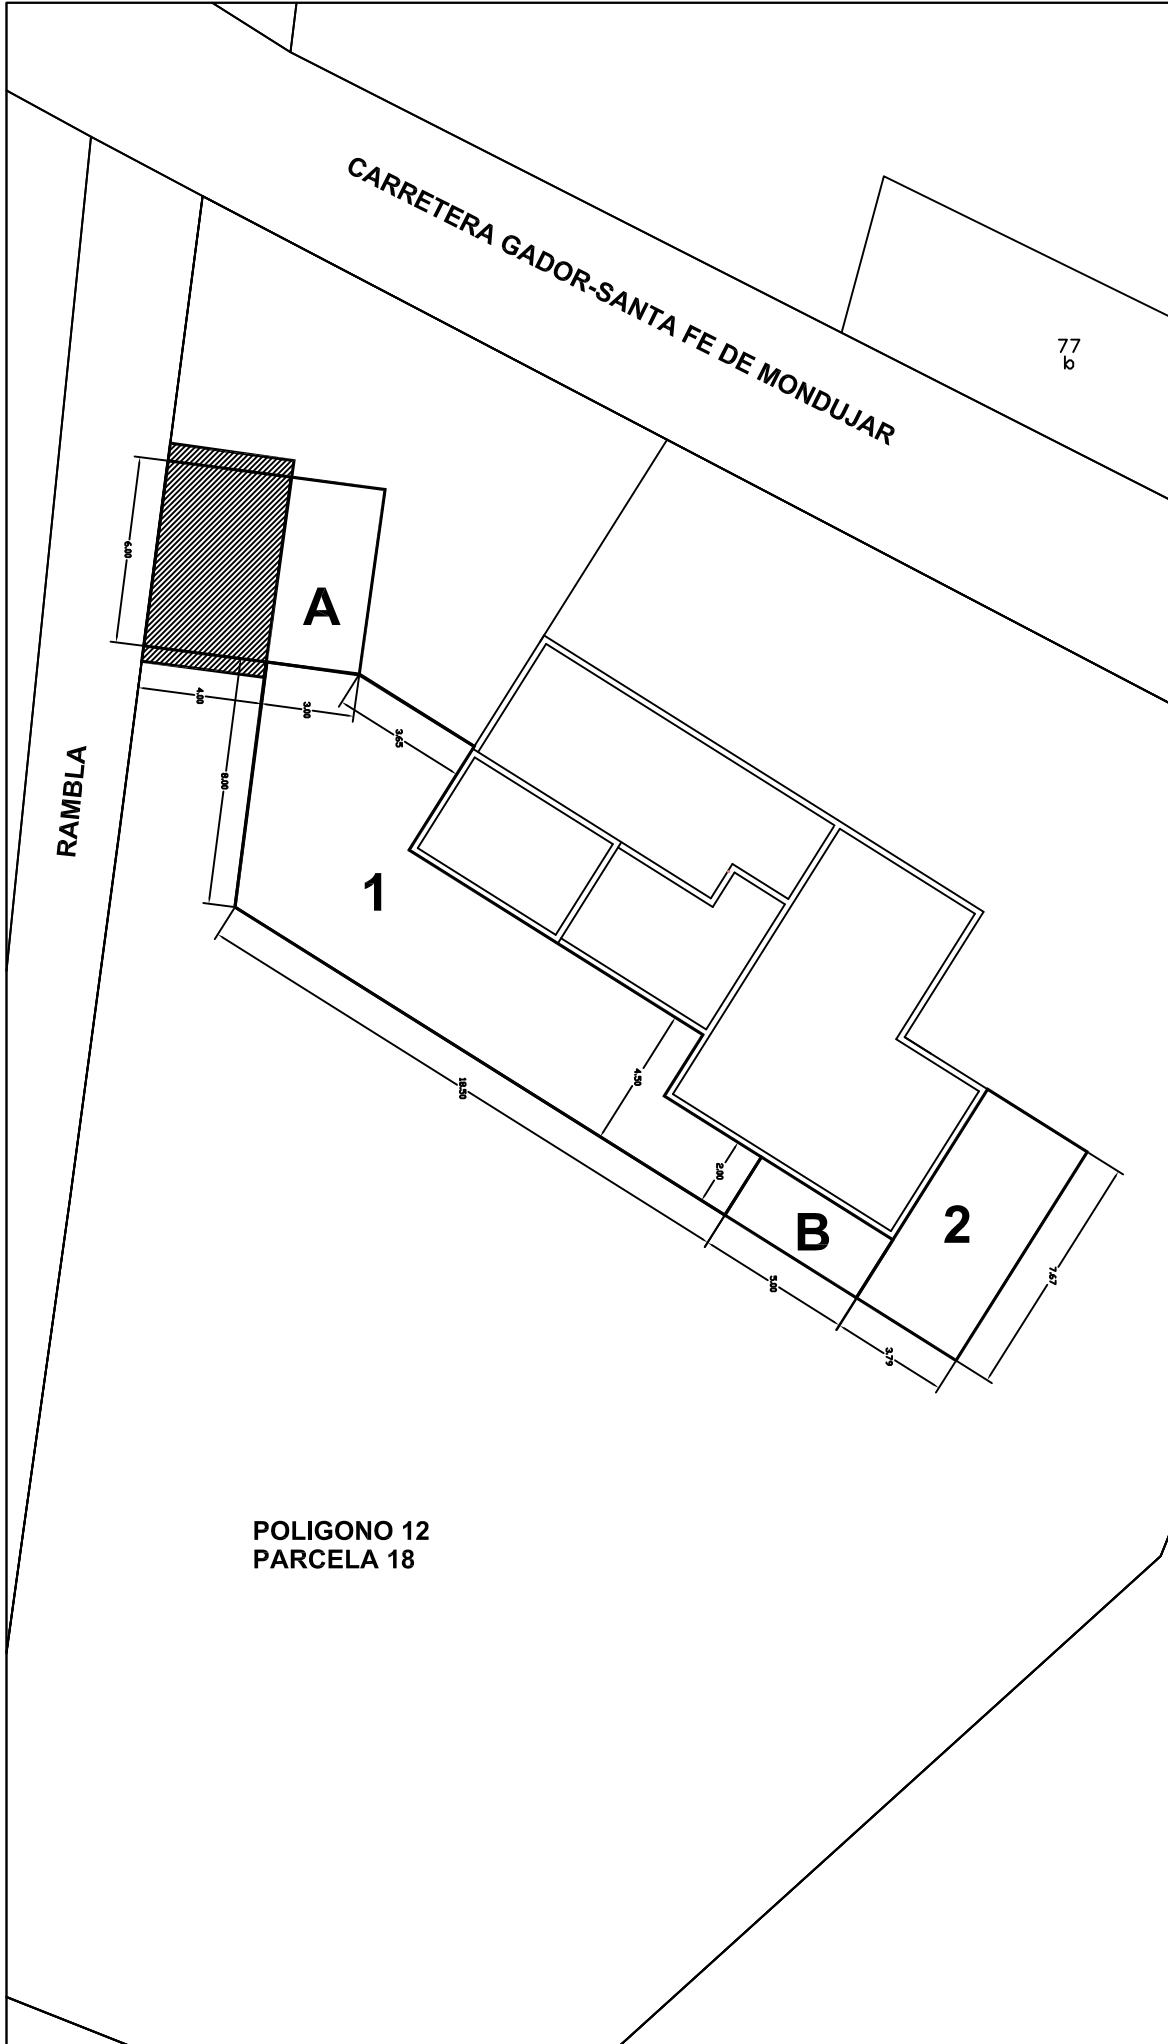 CARRETERA GADOR-SANTA FE DE MONDUJAR
77
b
6.00
A
4.00
3.00
3.65
8.00
RAMBLA
1
18.50
4.50
2.00
B
2
5.00
7.67
3.79
POLIGONO 12
PARCELA 18